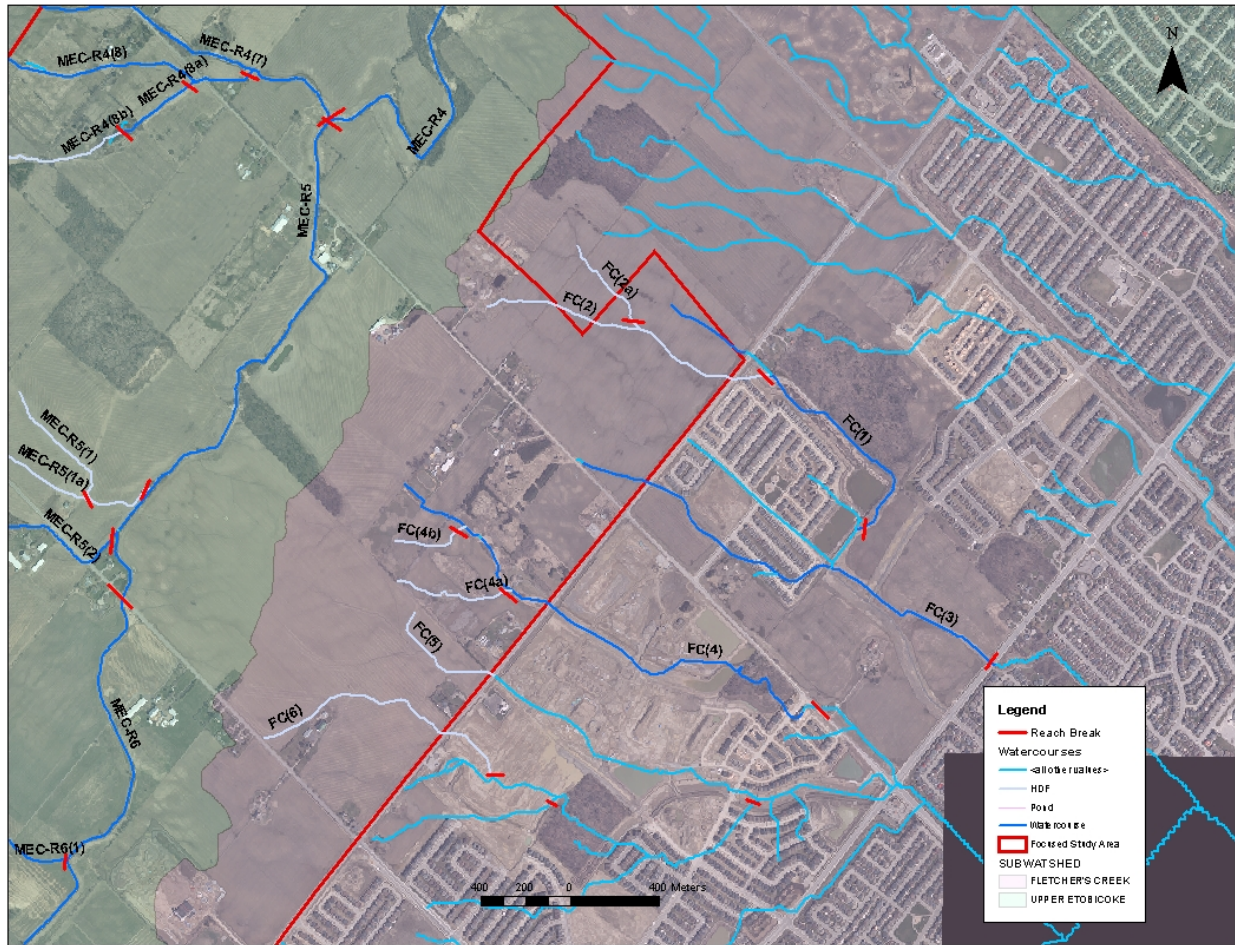 MEC-R4(8)
MEC-R4(7)
MEC-R4(8a)
MEC-R4(8b)
MEC-R4
N
MEC-R5
FC(2a)
FC(2)
FC(1)
MEC-R5(1)
MEC-R5(1a)
MEC-R5(2)
FC(4b)
FC(4a)
FC(3)
FC(5)
FC(4)
FC(6)
MEC-R6
MEC-R6(1)
400 200 0 400 Meters
Legend
Reach Break
Watercourses
<all other values>
HDF
Pond
Watercourse
Focused Study Area
SUBWATSHED
FLETCHER'S CREEK
UPPER ETOBICOKE